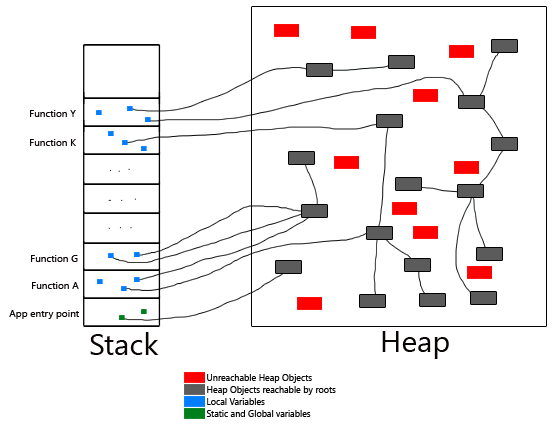 Function Y
Function K
. . .
. . .
. . .
Function G
Function A
App entry point
Stack
Heap
Unreachable Heap Objects
Heap Objects reachable by roots
Local Variables
Static and Global variables